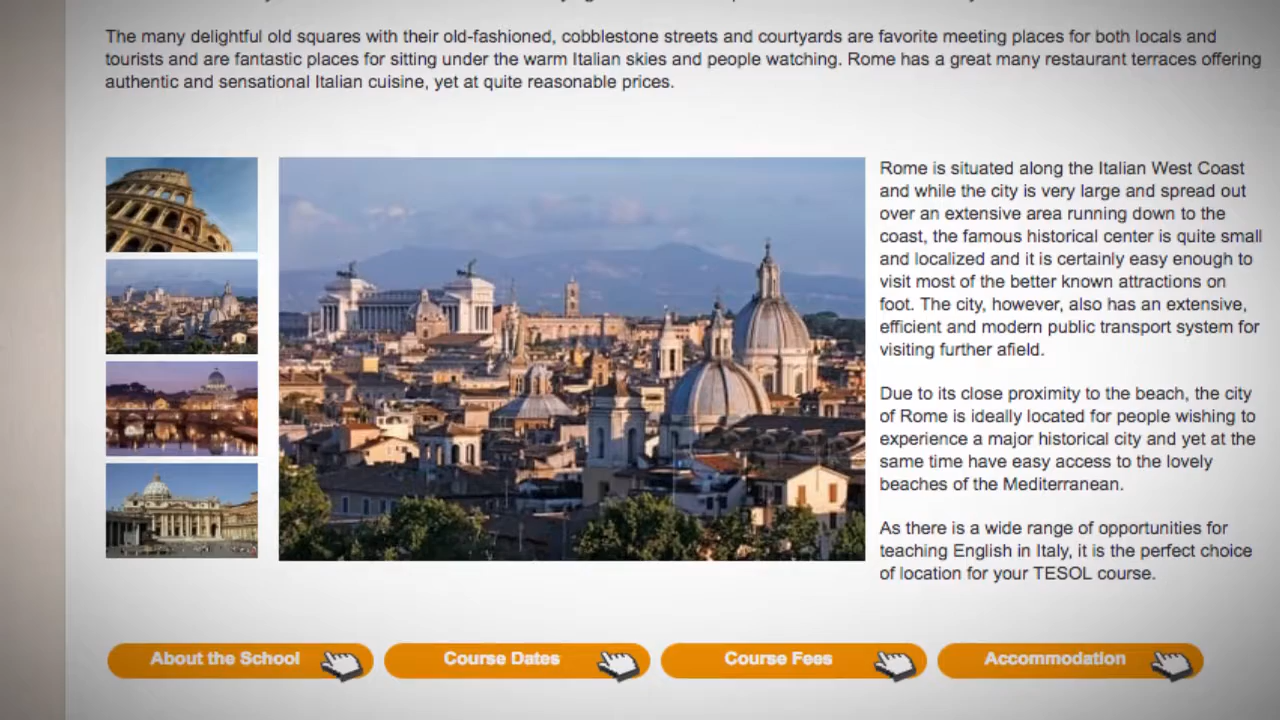 The many delightful old squares with their old-fashioned, cobblestone streets and courtyards are favorite meeting places for both locals and
tourists and are fantastic places for sitting under the warm Italian skies and people watching. Rome has a great many restaurant terraces offering
authentic and sensational Italian cuisine, yet at quite reasonable prices.
Rome is situated along the Italian West Coast
and while the city is very large and spread out
over an extensive area running down to the
coast, the famous historical center is quite small
and localized and it is certainly easy enough to
visit most of the better known attractions on
foot. The city, however, also has an extensive,
efficient and modern public transport system for
visiting further afield.
Due to its close proximity to the beach, the city
of Rome is ideally located for people wishing to
experience a major historical city and yet at the
same time have easy access to the lovely
beaches of the Mediterranean.
As there is a wide range of opportunities for
teaching English in Italy, it is the perfect choice
of location for your TESOL course.
About the School
Course Dates
Course Fees
Accommodation